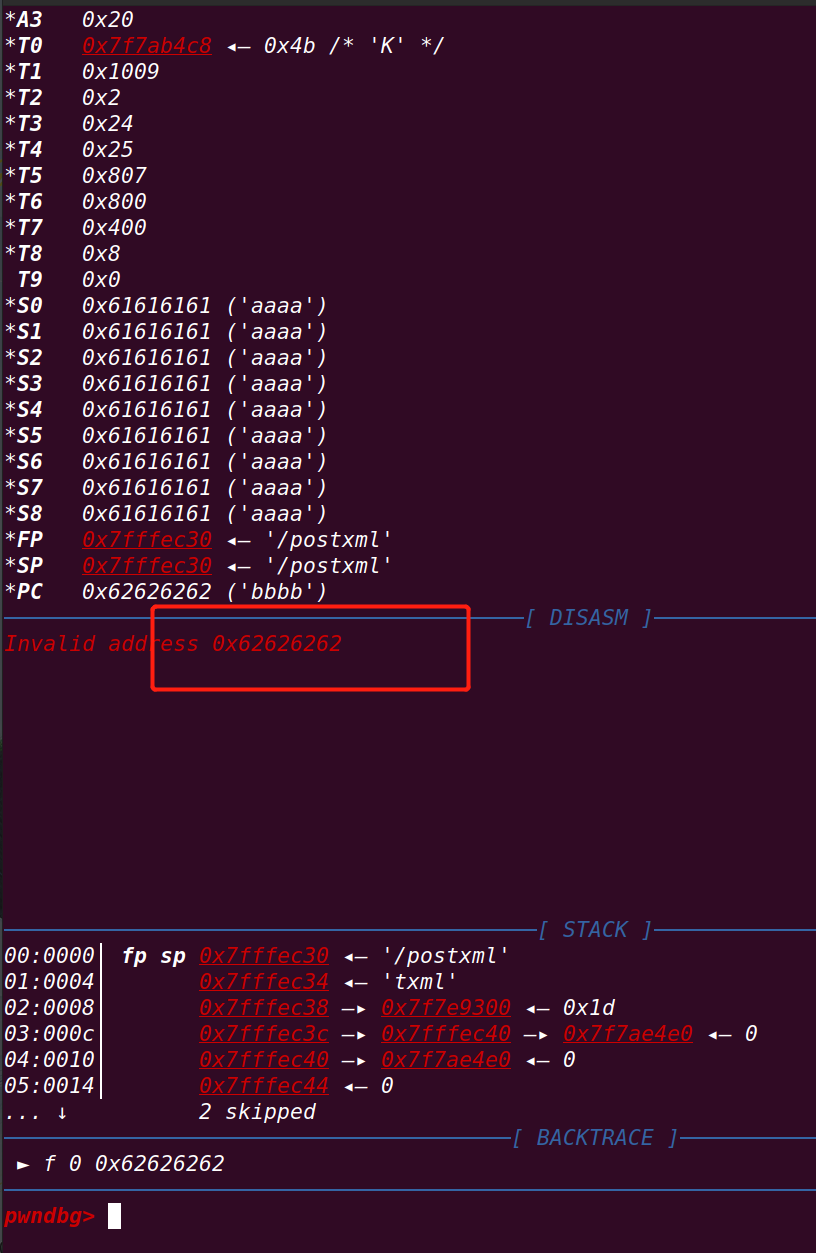 *A3 0x20
*T0 0x7f7ab4c8 ◂— 0x4b /* 'K' */
*T1 0x1009
*T2 0x2
*T3 0x24
*T4 0x25
*T5 0x807
*T6 0x800
*T7 0x400
*T8 0x8
T9 0x0
*S0 0x61616161 ('aaaa')
*S1 0x61616161 ('aaaa')
*S2 0x61616161 ('aaaa')
*S3 0x61616161 ('aaaa')
*S4 0x61616161 ('aaaa')
*S5 0x61616161 ('aaaa')
*S6 0x61616161 ('aaaa')
*S7 0x61616161 ('aaaa')
*S8 0x61616161 ('aaaa')
*FP 0x7fffec30 ◂— '/postxml'
*SP 0x7fffec30 ◂— '/postxml'
*PC 0x62626262 ('bbbb')
[ DISASM ]
Invalid address 0x62626262
[ STACK ]
00:0000│ fp sp 0x7fffec30 ◂— '/postxml'
01:0004│ 0x7fffec34 ◂— 'txml'
02:0008│ 0x7fffec38 —▸ 0x7f7e9300 ◂— 0x1d
03:000c│ 0x7fffec3c —▸ 0x7fffec40 —▸ 0x7f7ae4e0 ◂— 0
04:0010│ 0x7fffec40 —▸ 0x7f7ae4e0 ◂— 0
05:0014│ 0x7fffec44 ◂— 0
... ↓ 2 skipped
[ BACKTRACE ]
► f 0 0x62626262
pwndbg>